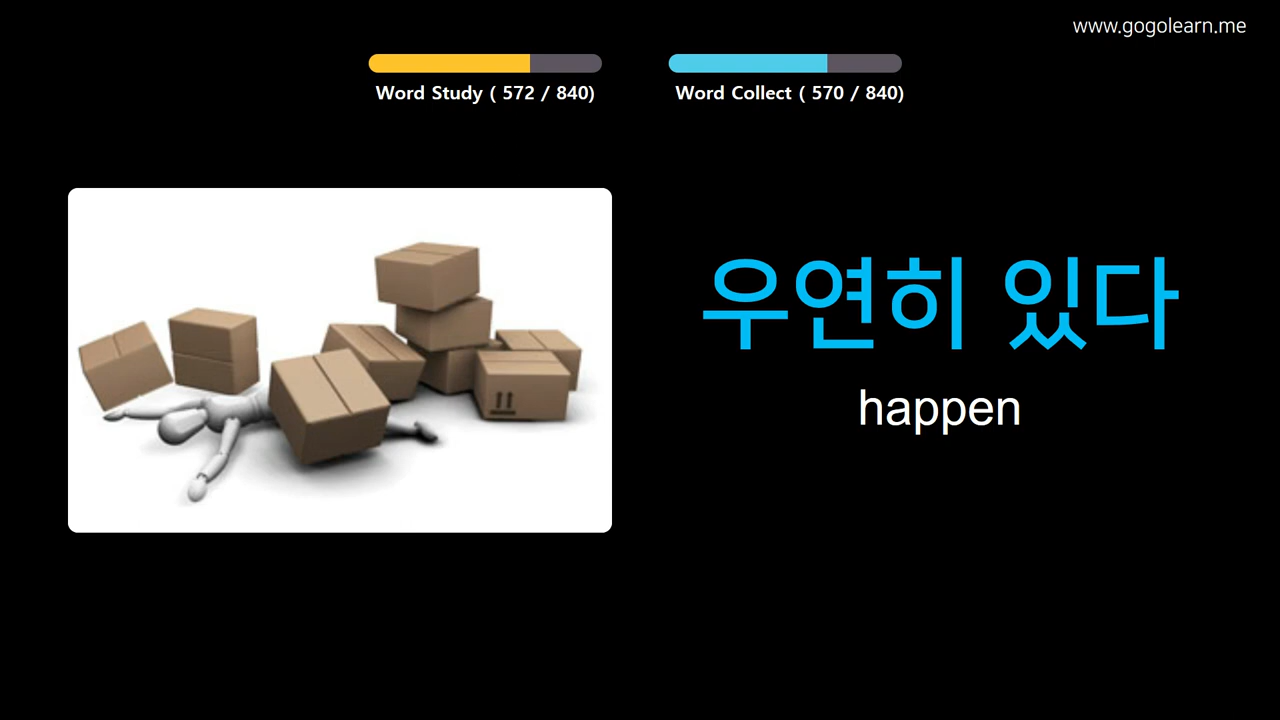 www.gogolearn.me
Word Study ( 572 / 840)
Word Collect ( 570 / 840)
우연히 있다
happen